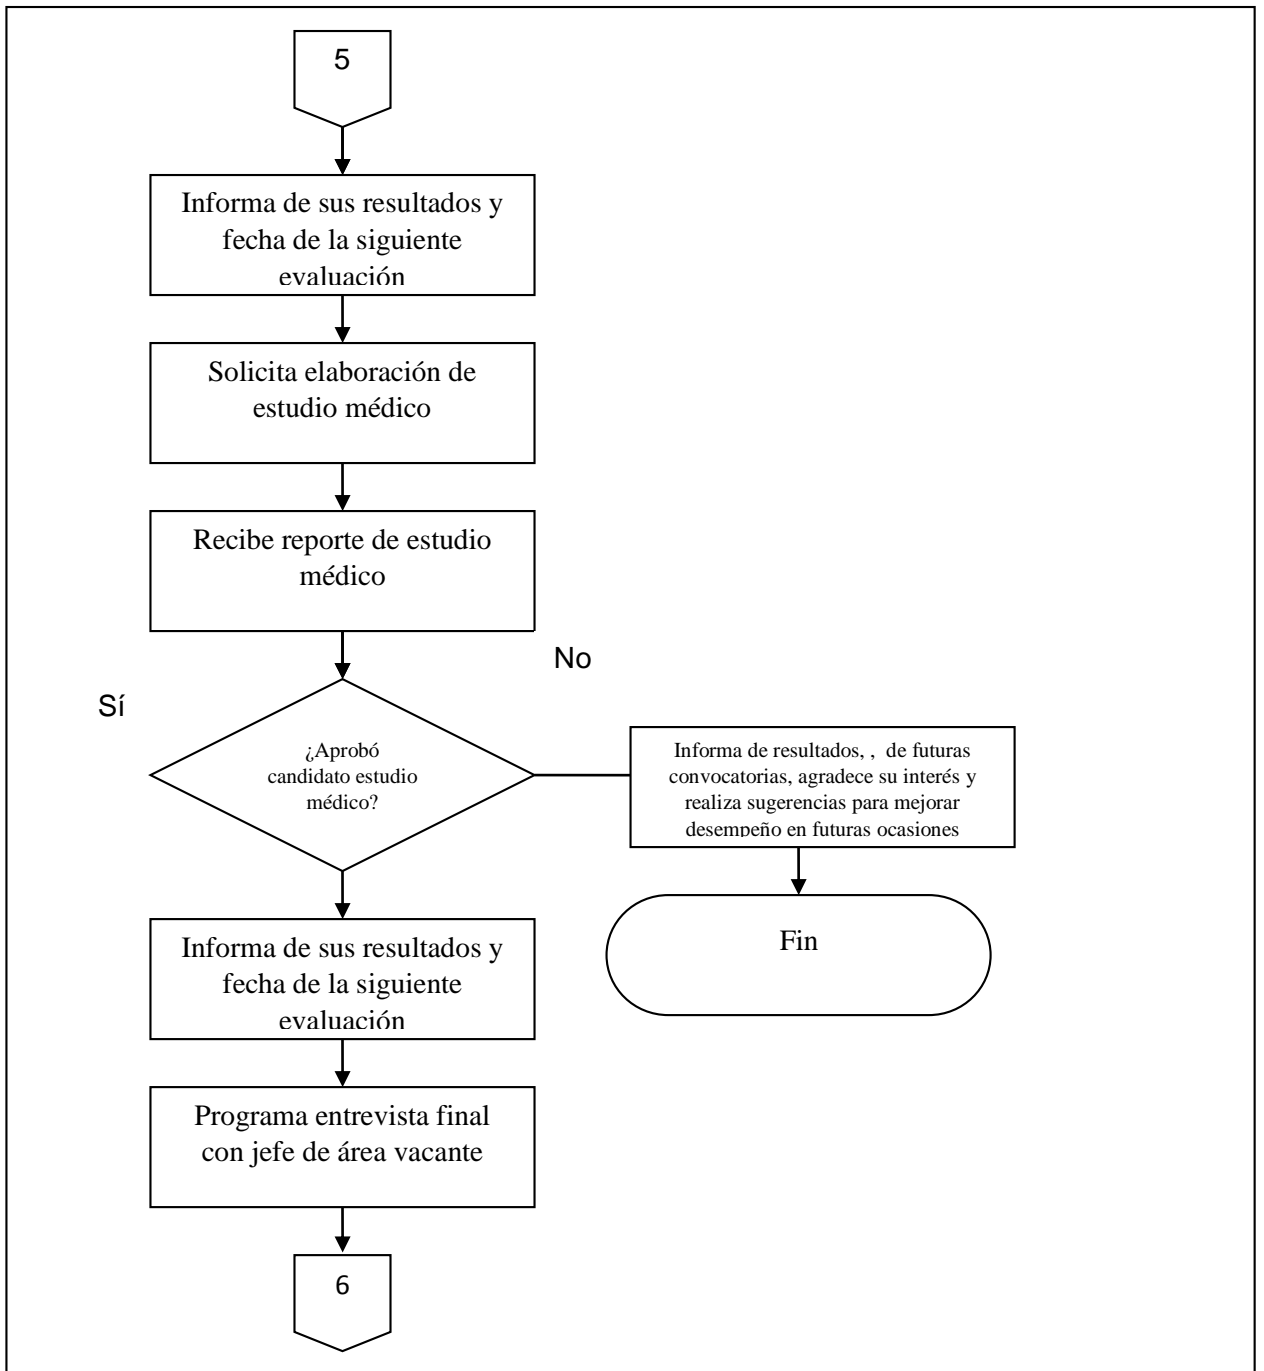 5
Informa de sus resultados y
fecha de la siguiente
evaluación
Solicita elaboración de
estudio médico
Recibe reporte de estudio
médico
No
Sí
¿Aprobó
candidato estudio
médico?
Informa de resultados, ,  de futuras
convocatorias, agradece su interés y
realiza sugerencias para mejorar
desempeño en futuras ocasiones
Informa de sus resultados y
fecha de la siguiente
evaluación
Fin
Programa entrevista final
con jefe de área vacante
6